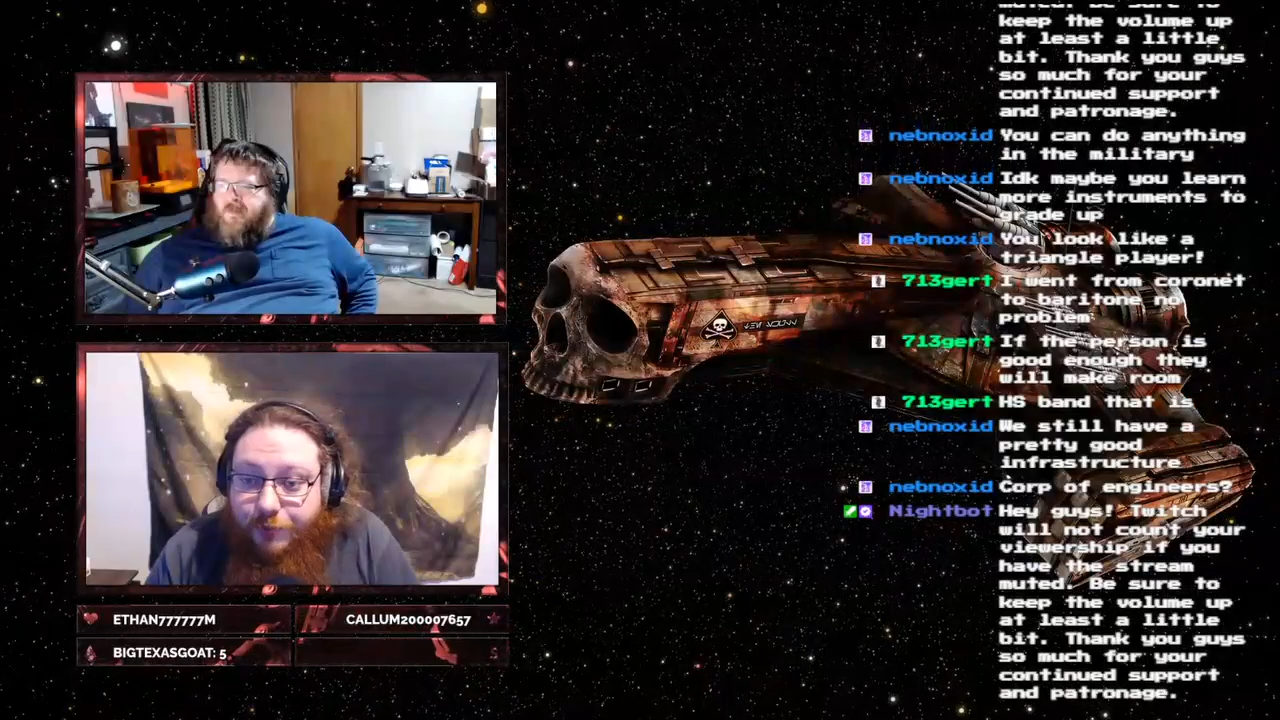 keep the volume up
at least a little
bit. Thank you guys
so much for your
continued support
and patronage.
nebnoxid You can do anything
in the military
nebnoxid Idk maybe you learn
more instruments to
grade up
nebnoxid You look like a
triangle player!
713gert I went from coronet
to baritone no
problem
713gert If the person is
good enough they
will make room
713gert HS band that is
nebnoxid We still have a
pretty good
infrastructure
nebnoxid Corp of engineers?
Nightbot Hey guys! Twitch
will not count your
viewership if you
have the stream
muted. Be sure to
keep the volume up
at least a little
bit. Thank you guys
so much for your
continued support
and patronage.
ETHAN777777M
CALLUM200007657
BIGTEXASGOAT: 5
5